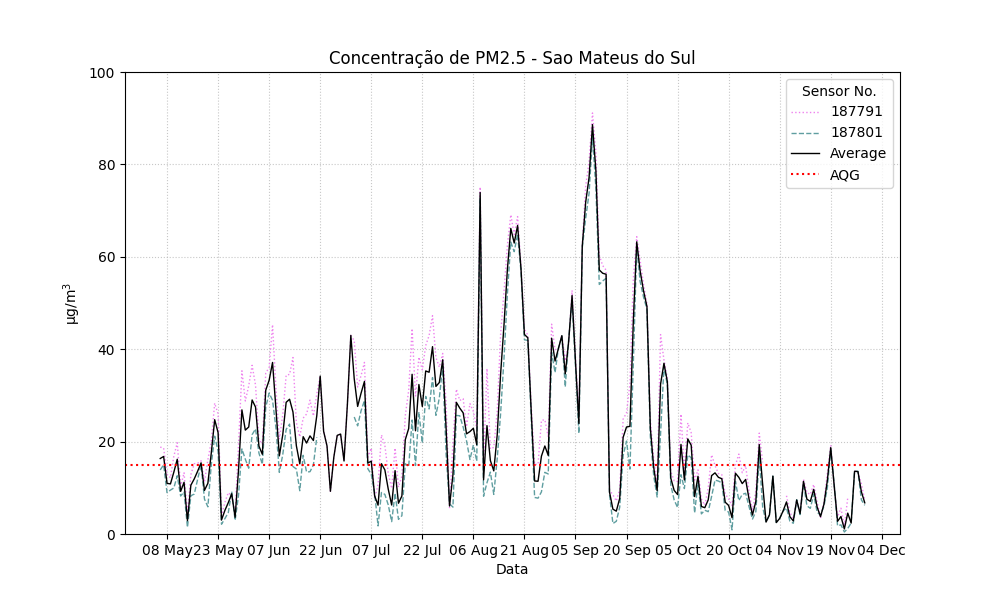 Concentração de PM2.5 - Sao Mateus do Sul
100
80
60
40
20
0
µg/m³
Sensor No.
187791
187801
Average
AQG
08 May 23 May 07 Jun 22 Jun 07 Jul 22 Jul 06 Aug 21 Aug 05 Sep 20 Sep 05 Oct 20 Oct 04 Nov 19 Nov 04 Dec
Data